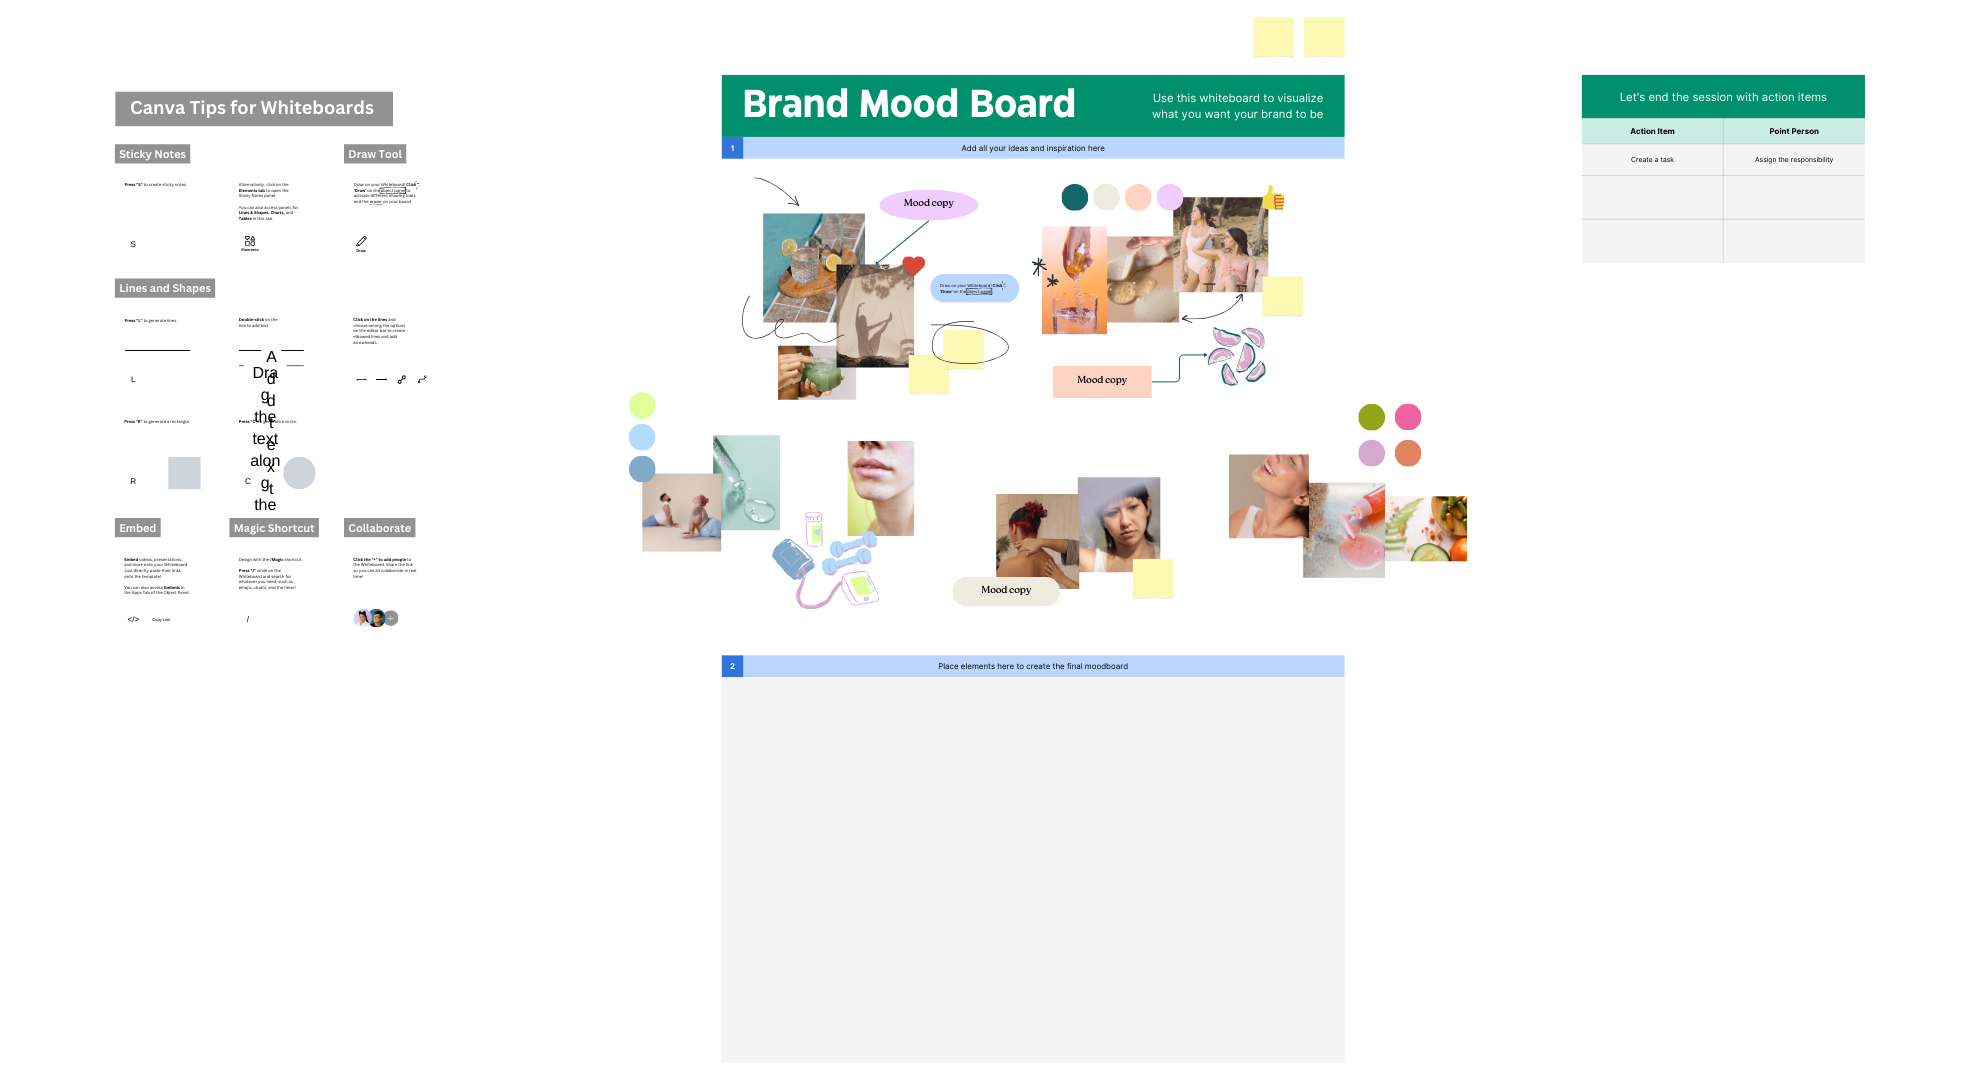 Canva Tips for Whiteboards
Sticky Notes
Press "S" to create sticky notes.
S
Alternatively, click on the
Elements tab to open the
Sticky Notes panel.
You can also access panels for
Lines & Shapes, Charts, and
Tables in this tab.
Elements
Draw Tool
Draw on your Whiteboard! Click
"Draw" on the object panel to
activate different drawing tools
and the eraser on your board.
Draw
Lines and Shapes
Press "L" to generate lines.
L
Double-click on the
line to add text.
A
d
d
t
e
x
t
Dra
g
the
text
alon
g
the
Click on the lines and
choose among the options
on the editor bar to create
elbowed lines and add
arrowheads.
Press "R" to generate a rectangle.
R
Press "C" to generate a circle.
C
Embed
Embed videos, presentations,
and more onto your Whiteboard.
Just directly paste their links
onto the template!
You can also access Embeds in
the Apps Tab of the Object Panel.
</>
Copy Link
Magic Shortcut
Design with the /Magic shortcut.
Press "/" while on the
Whiteboard and search for
whatever you need, such as
emojis, charts, and the timer!
/
Collaborate
Click the "+" to add people to
the Whiteboard. Share the link
so you can all collaborate in real
time!
+
Brand Mood Board
Use this whiteboard to visualize
what you want your brand to be
1
Add all your ideas and inspiration here
Mood copy
Draw on your Whiteboard! Click
"Draw" on the object panel
Mood copy
Mood copy
2
Place elements here to create the final moodboard
Let's end the session with action items
Action Item
Point Person
Create a task
Assign the responsibility